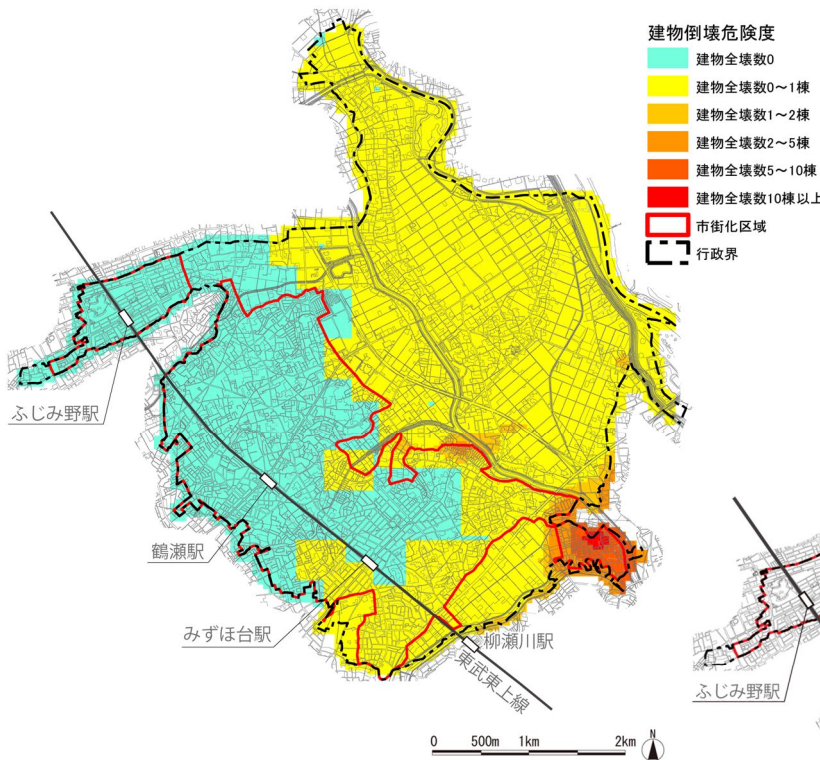 建物倒壊危険度
建物全壊数0
建物全壊数0～1棟
建物全壊数1～2棟
建物全壊数2～5棟
建物全壊数5～10棟
建物全壊数10棟以上
市街化区域
行政界
ふじみ野駅
鶴瀬駅
みずほ台駅
柳瀬川駅
東武東上線
ふじみ野駅
0 500m 1km 2km
N